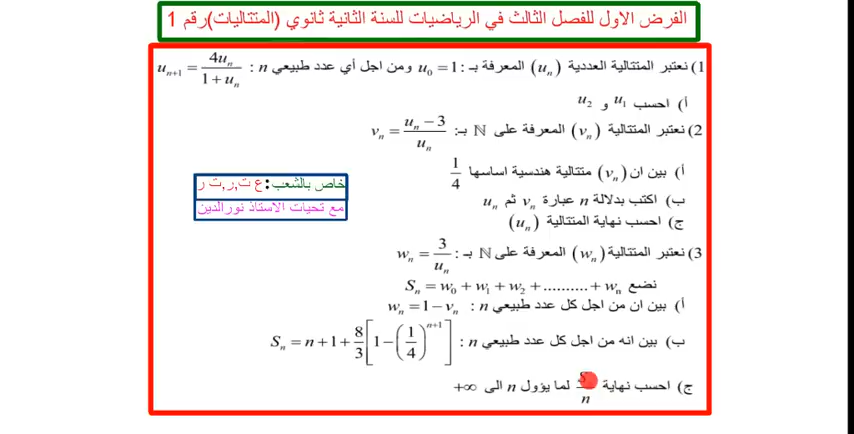 الفرض الاول للفصل الثالث في الرياضيات للسنة الثانية ثانوي (المتتاليات)رقم 1
1) نعتبر المتتالية العددية (uₙ) المعرفة بـ : u₀ = 1 ومن اجل أي عدد طبيعي n : uₙ₊₁ = 4uₙ / (1 + uₙ)
أ) احسب u₁ و u₂
2) نعتبر المتتالية (vₙ) المعرفة على ℕ بـ: vₙ = (uₙ − 3) / uₙ
أ) بين ان (vₙ) متتالية هندسية اساسها 1/4
ب) اكتب بدلالة n عبارة vₙ ثم uₙ
ج) احسب نهاية المتتالية (uₙ)
خاص بالشعب:ع ت,ر,ت ر
مع تحيات الاستاذ نورالدين
3) نعتبر المتتالية (wₙ) المعرفة على ℕ بـ : wₙ = 3 / uₙ
نضع Sₙ = w₀ + w₁ + w₂ + .......... + wₙ
أ) بين ان من اجل كل عدد طبيعي n : wₙ = 1 − vₙ
ب) بين انه من اجل كل عدد طبيعي n : Sₙ = n + 1 + 8/3 [1 − (1/4)ⁿ⁺¹]
ج) احسب نهاية S / n لما يؤول n الى +∞